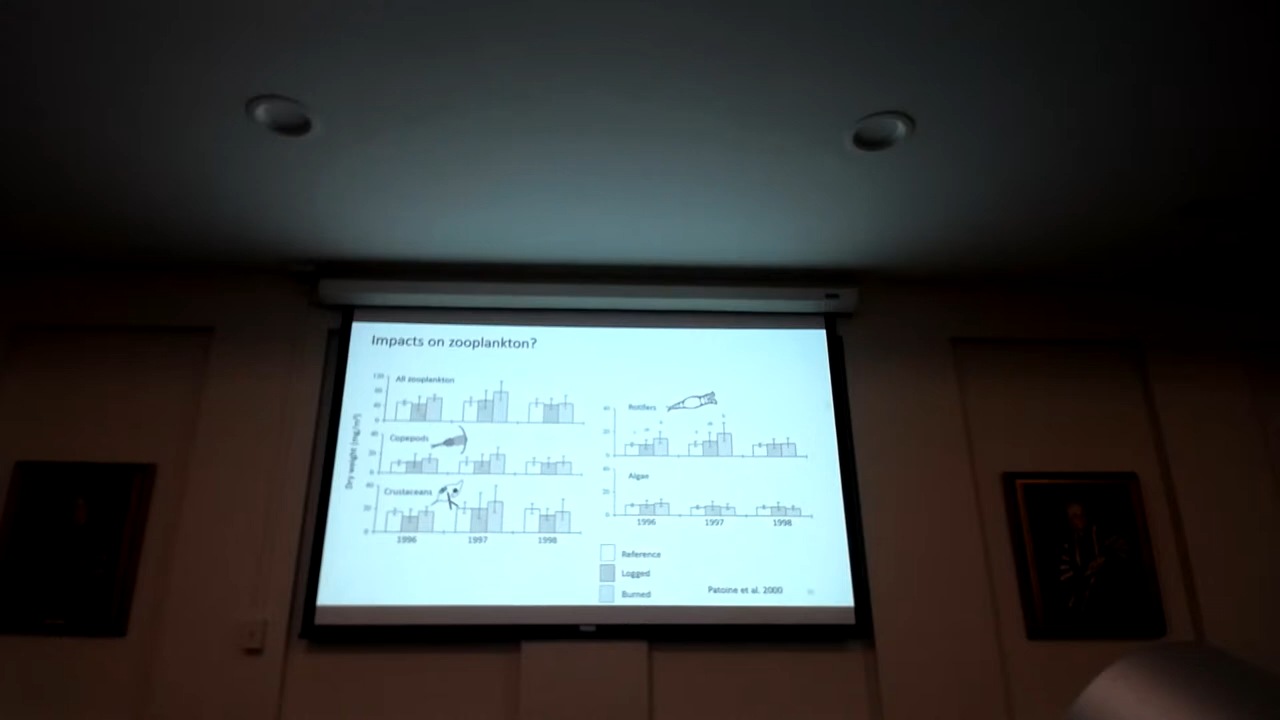 Impacts on zooplankton?
All zooplankton
Copepods
Crustaceans
Dry weight (mg/m³)
1996 1997 1998
Rotifers
Algae
1996 1997 1998
Reference
Logged
Burned
Patoine et al. 2000